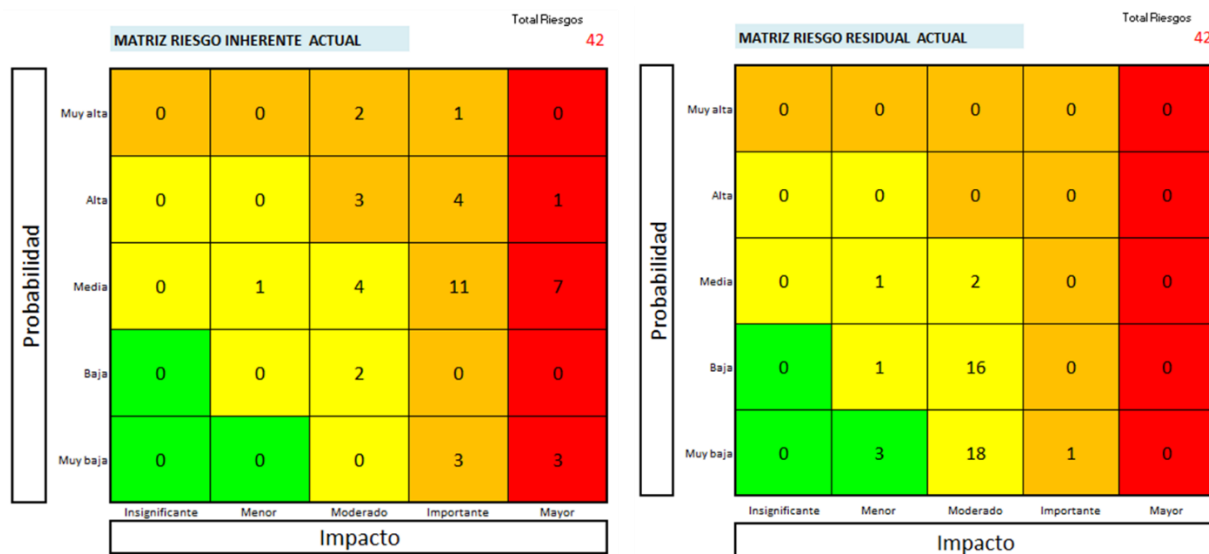 Total Riesgos
MATRIZ RIESGO INHERENTE ACTUAL
42
Probabilidad
Muy alta
0 0 2 1 0
Alta
0 0 3 4 1
Media
0 1 4 11 7
Baja
0 0 2 0 0
Muy baja
0 0 0 3 3
Insignificante Menor Moderado Importante Mayor
Impacto
Total Riesgos
MATRIZ RIESGO RESIDUAL ACTUAL
42
Probabilidad
Muy alta
0 0 0 0 0
Alta
0 0 0 0 0
Media
0 1 2 0 0
Baja
0 1 16 0 0
Muy baja
0 3 18 1 0
Insignificante Menor Moderado Importante Mayor
Impacto